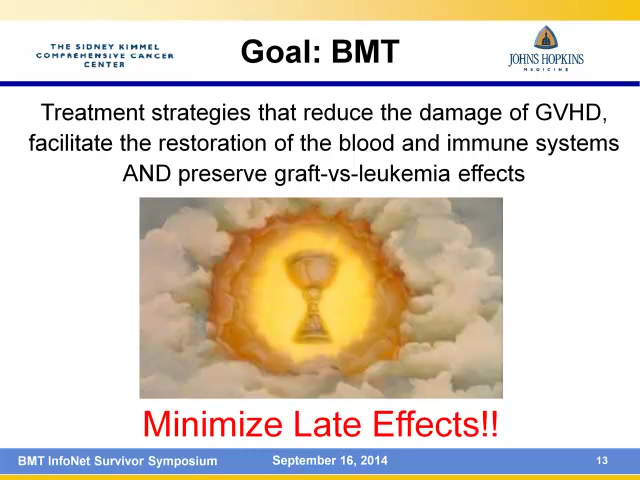 THE SIDNEY KIMMEL
COMPREHENSIVE CANCER
CENTER
Goal: BMT
JOHNS HOPKINS
MEDICINE
Treatment strategies that reduce the damage of GVHD,
facilitate the restoration of the blood and immune systems
AND preserve graft-vs-leukemia effects
Minimize Late Effects!!
BMT InfoNet Survivor Symposium
September 16, 2014
13